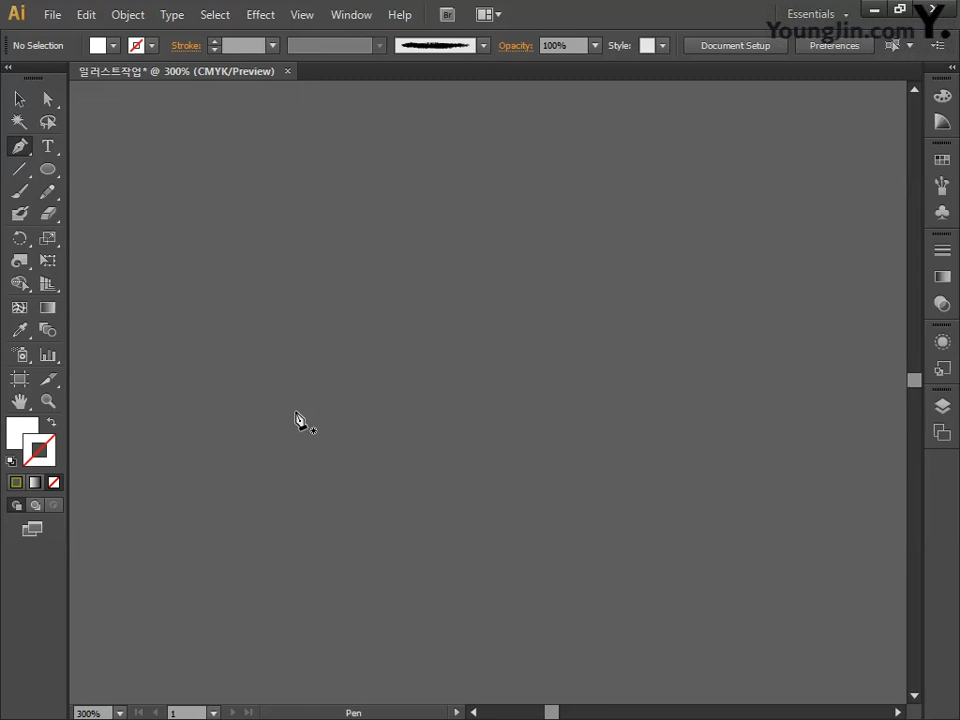 Ai File Edit Object Type Select Effect View Window Help Br Essentials
YoungJin.com Y.
No Selection Stroke: Opacity: 100% Style: Document Setup Preferences
일러스트작업* @ 300% (CMYK/Preview) ×
T
300% 1 Pen